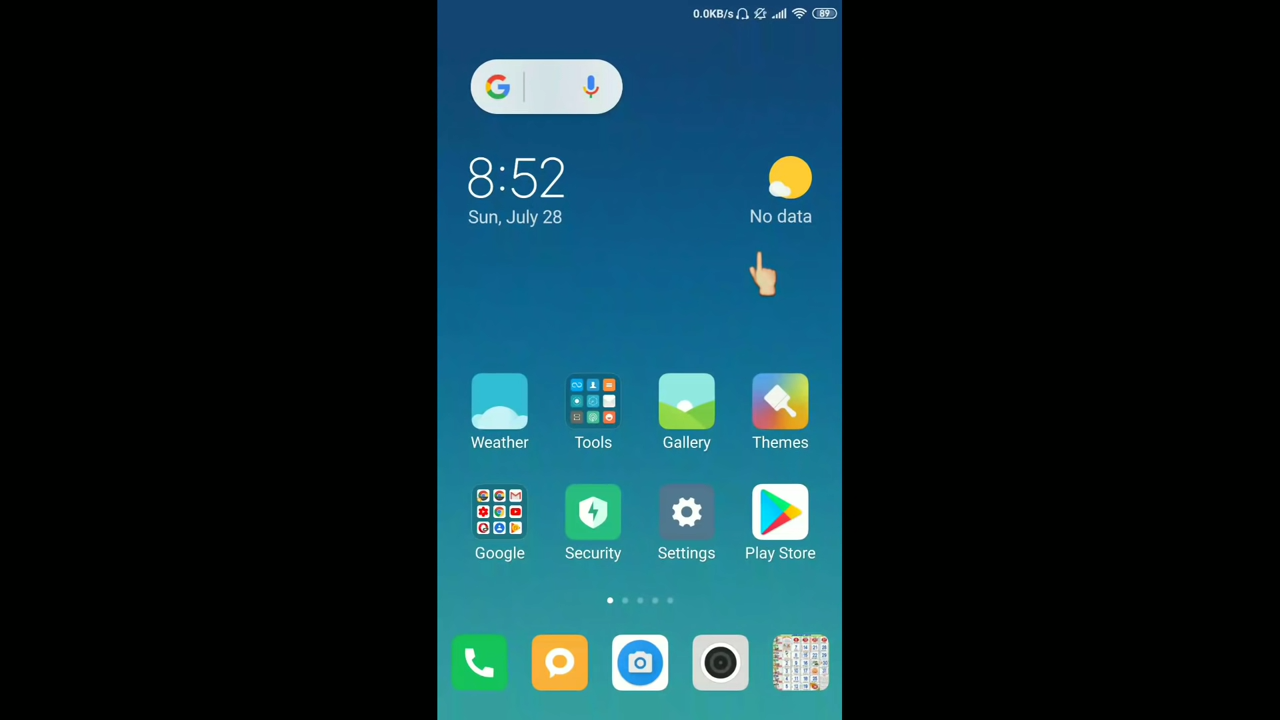 0.0KB/s 89
8:52
Sun, July 28
No data
Weather Tools Gallery Themes
Google Security Settings Play Store